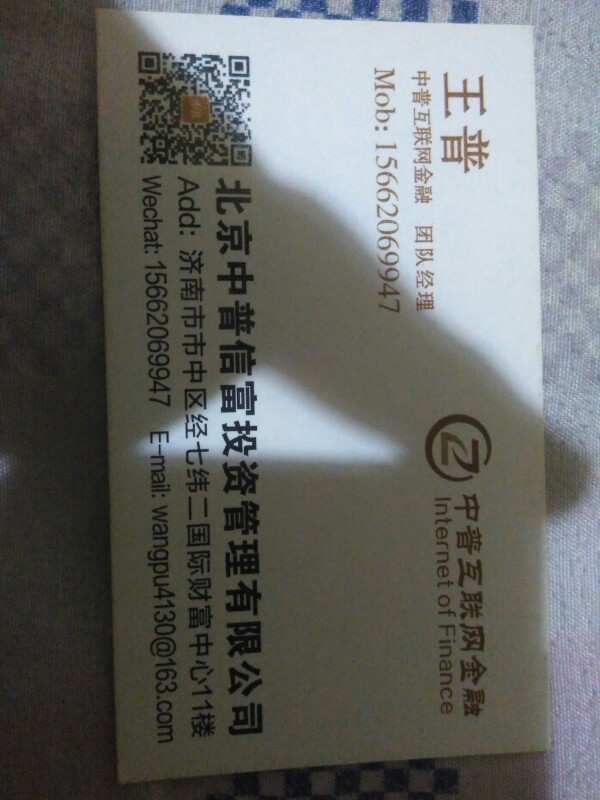 王普
中普互联网金融 团队经理
Mob: 15662069947
中普互联网金融
Internet of Finance
北京中普信富投资管理有限公司
Add: 济南市市中区经七纬二国际财富中心11楼
Wechat: 15662069947 E-mail: wangpu4130@163.com